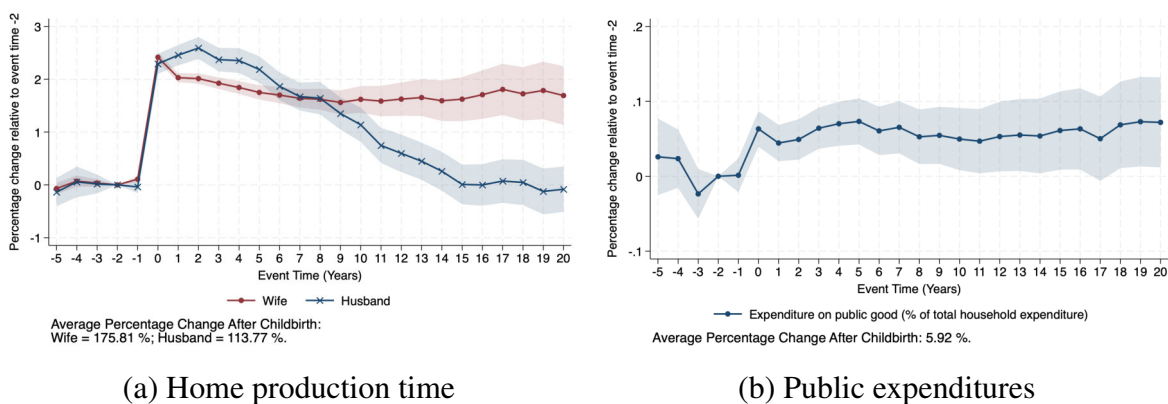 Percentage change relative to event time -2
3
2
1
0
-1
-5 -4 -3 -2 -1 0 1 2 3 4 5 6 7 8 9 10 11 12 13 14 15 16 17 18 19 20
Event Time (Years)
Wife Husband
Average Percentage Change After Childbirth:
Wife = 175.81 %; Husband = 113.77 %.
(a) Home production time
Percentage change relative to event time -2
.2
.1
0
-.1
-5 -4 -3 -2 -1 0 1 2 3 4 5 6 7 8 9 10 11 12 13 14 15 16 17 18 19 20
Event Time (Years)
Expenditure on public good (% of total household expenditure)
Average Percentage Change After Childbirth: 5.92 %.
(b) Public expenditures